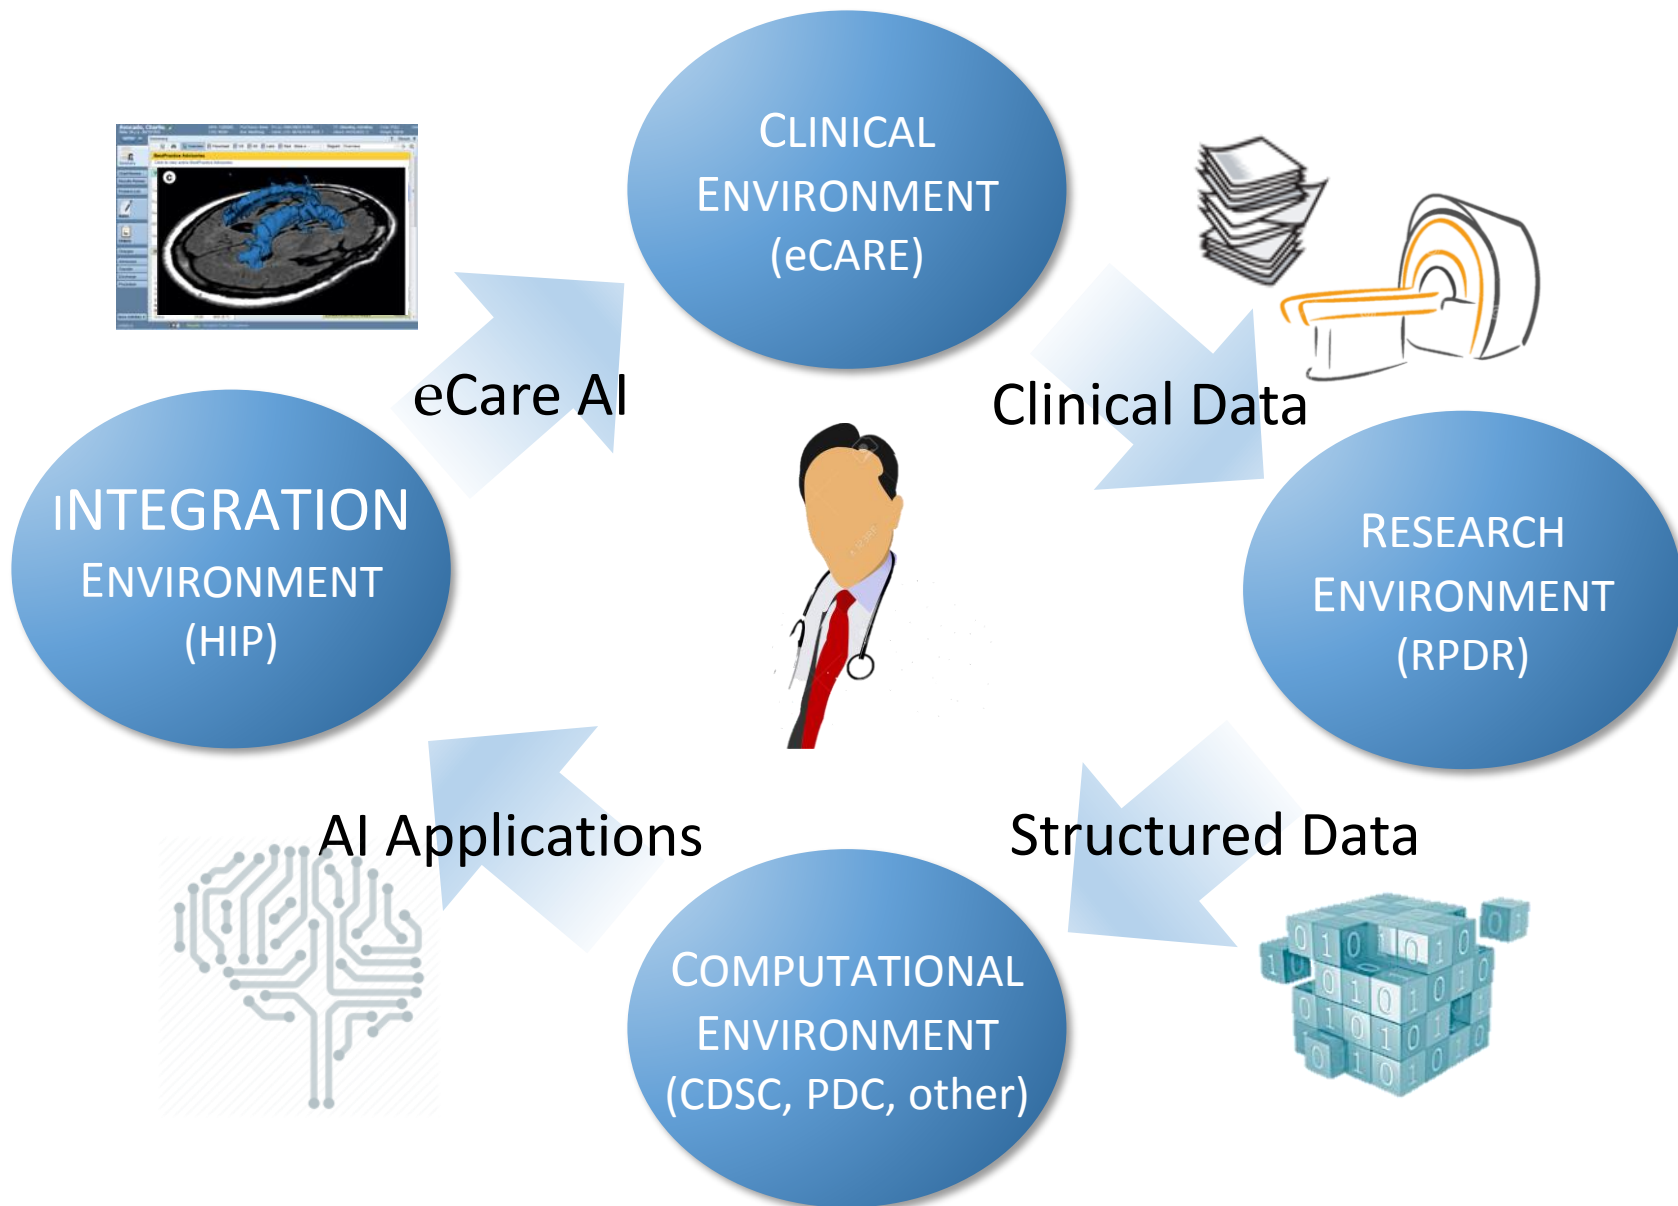 CLINICAL
ENVIRONMENT
(eCARE)
eCare AI
Clinical Data
iNTEGRATION
ENVIRONMENT
(HIP)
RESEARCH
ENVIRONMENT
(RPDR)
AI Applications
Structured Data
COMPUTATIONAL
ENVIRONMENT
(CDSC, PDC, other)
C